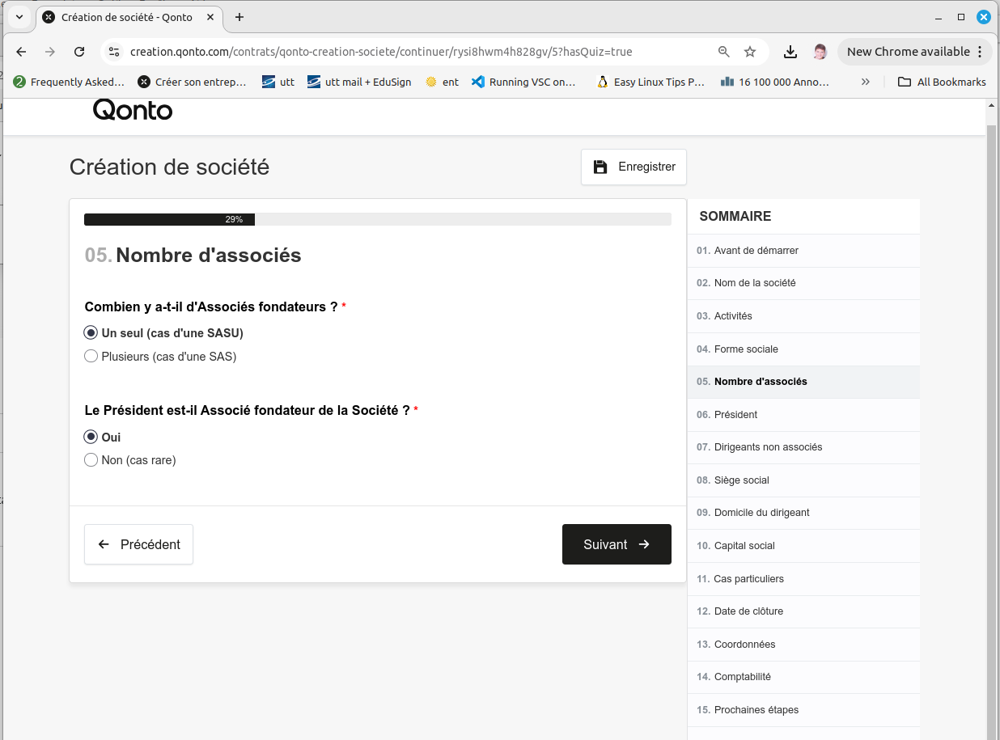 Création de société - Qonto
creation.qonto.com/contrats/qonto-creation-societe/continuer/rysi8hwm4h828gv/5?hasQuiz=true
New Chrome available
Frequently Asked…
Créer son entrep…
utt
utt mail + EduSign
ent
Running VSC on…
Easy Linux Tips P…
16 100 000 Anno…
All Bookmarks
Qonto
Création de société
Enregistrer
29%
05. Nombre d'associés
Combien y a-t-il d'Associés fondateurs ? *
Un seul (cas d'une SASU)
Plusieurs (cas d'une SAS)
Le Président est-il Associé fondateur de la Société ? *
Oui
Non (cas rare)
Précédent
Suivant
SOMMAIRE
01. Avant de démarrer
02. Nom de la société
03. Activités
04. Forme sociale
05. Nombre d'associés
06. Président
07. Dirigeants non associés
08. Siège social
09. Domicile du dirigeant
10. Capital social
11. Cas particuliers
12. Date de clôture
13. Coordonnées
14. Comptabilité
15. Prochaines étapes